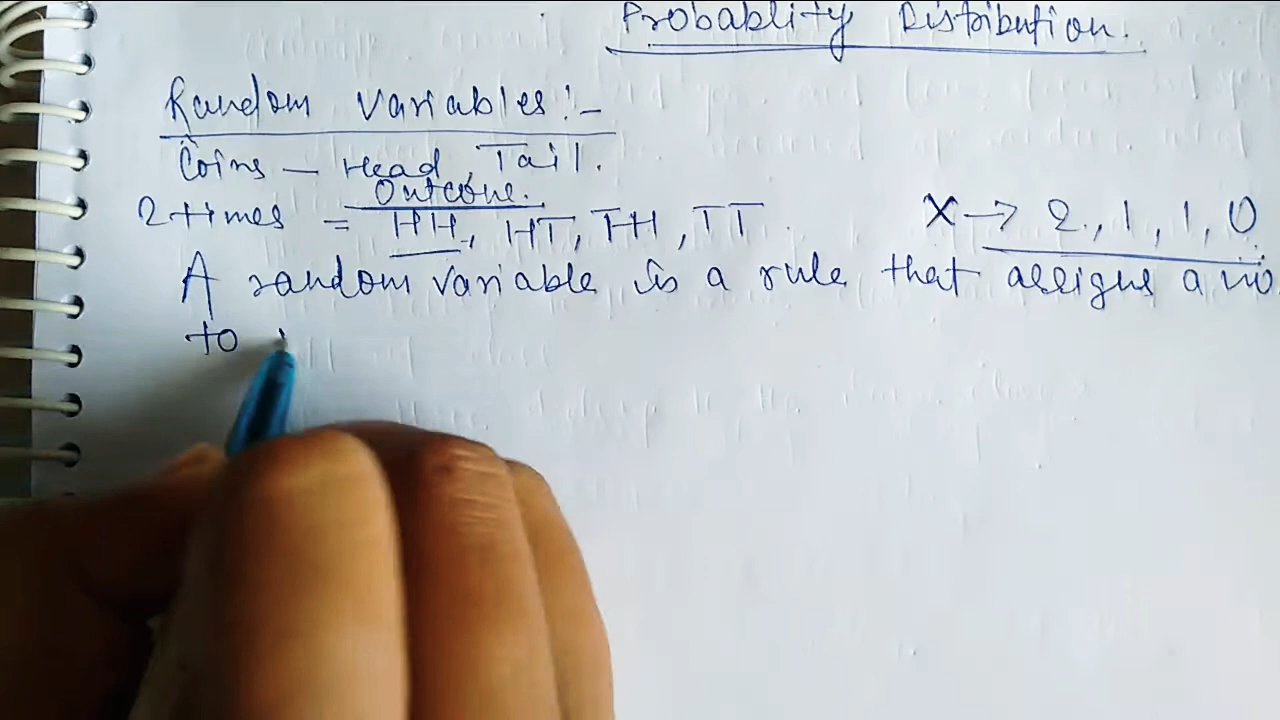 Probablity Distribution.
Random Variables :-
Coins — Head, Tail.
Outcome.
2 times = HH, HT, TH, TT X → 2, 1, 1, 0
A random variable is a rule that assigns a no.
to